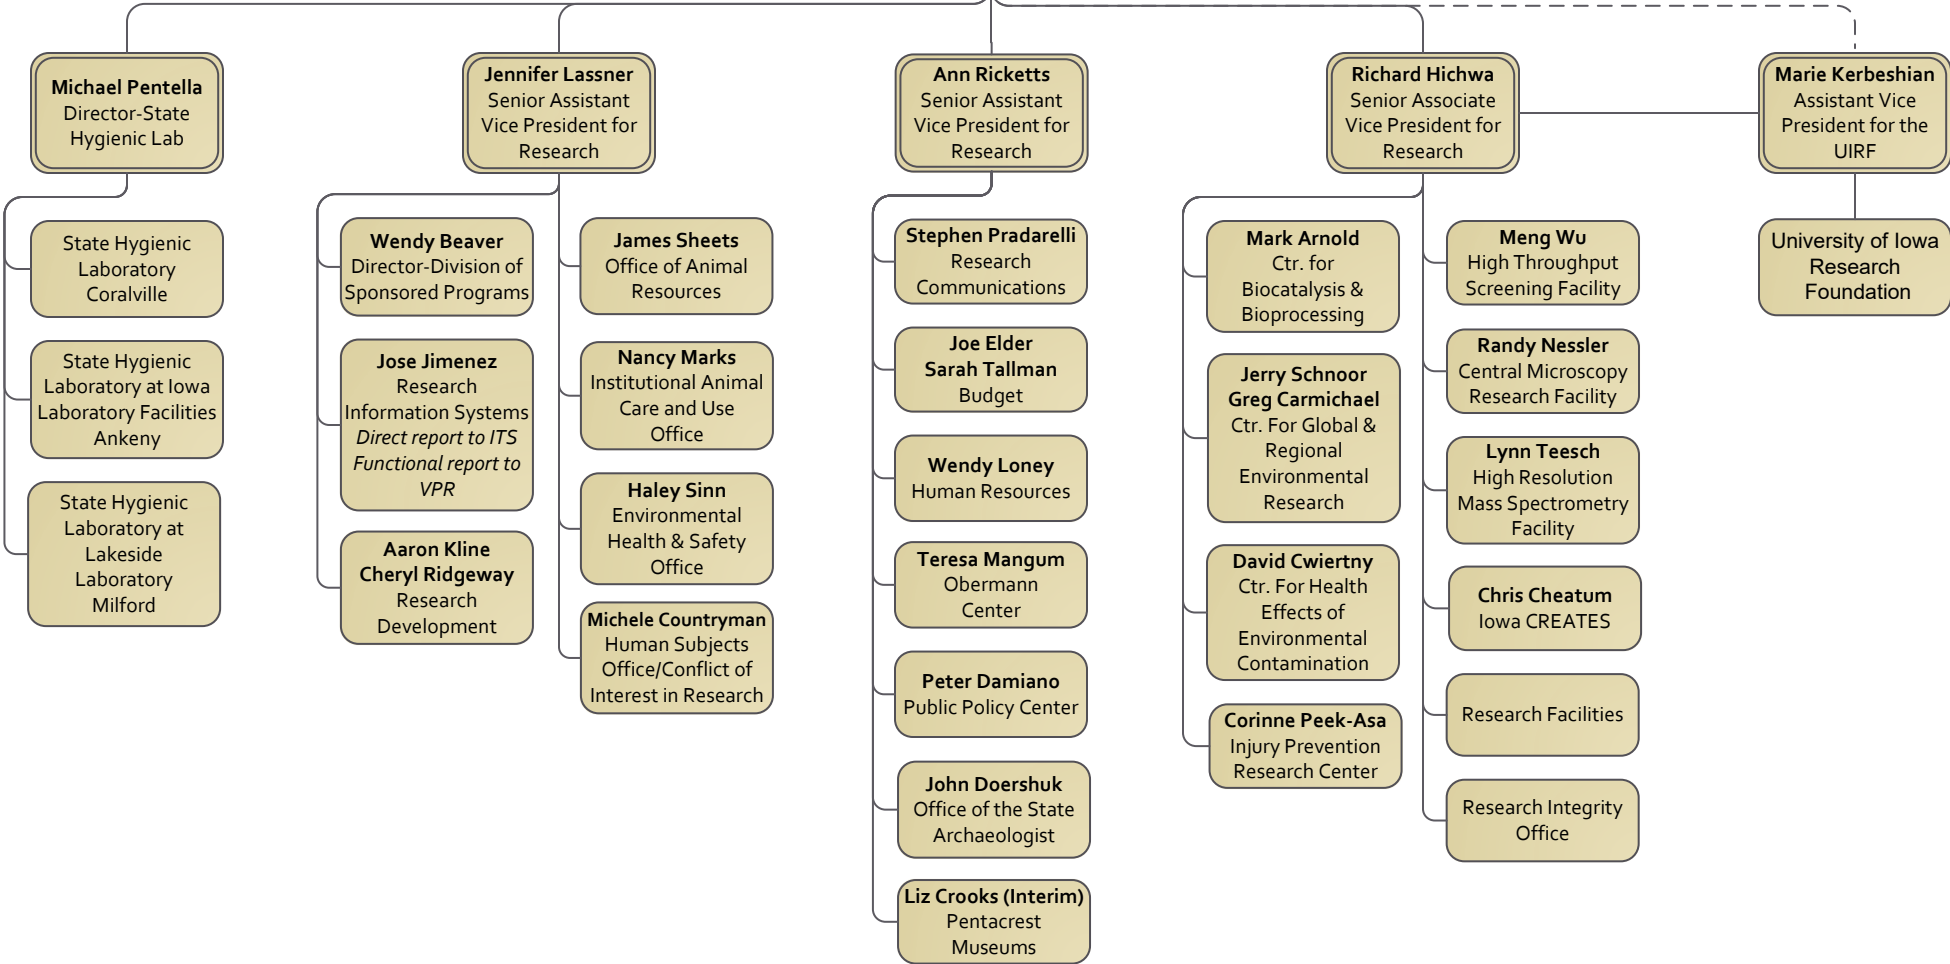 Michael Pentella
Director-State
Hygienic Lab
Jennifer Lassner
Senior Assistant
Vice President for
Research
Ann Ricketts
Senior Assistant
Vice President for
Research
Richard Hichwa
Senior Associate
Vice President for
Research
Marie Kerbeshian
Assistant Vice
President for the
UIRF
State Hygienic
Laboratory
Coralville
State Hygienic
Laboratory at Iowa
Laboratory Facilities
Ankeny
State Hygienic
Laboratory at
Lakeside
Laboratory
Milford
Wendy Beaver
Director-Division of
Sponsored Programs
Jose Jimenez
Research
Information Systems
Direct report to ITS
Functional report to
VPR
Aaron Kline
Cheryl Ridgeway
Research
Development
James Sheets
Office of Animal
Resources
Nancy Marks
Institutional Animal
Care and Use
Office
Haley Sinn
Environmental
Health & Safety
Office
Michele Countryman
Human Subjects
Office/Conflict of
Interest in Research
Stephen Pradarelli
Research
Communications
Joe Elder
Sarah Tallman
Budget
Wendy Loney
Human Resources
Teresa Mangum
Obermann
Center
Peter Damiano
Public Policy Center
John Doershuk
Office of the State
Archaeologist
Liz Crooks (Interim)
Pentacrest
Museums
Mark Arnold
Ctr. for
Biocatalysis &
Bioprocessing
Jerry Schnoor
Greg Carmichael
Ctr. For Global &
Regional
Environmental
Research
David Cwiertny
Ctr. For Health
Effects of
Environmental
Contamination
Corinne Peek-Asa
Injury Prevention
Research Center
Meng Wu
High Throughput
Screening Facility
Randy Nessler
Central Microscopy
Research Facility
Lynn Teesch
High Resolution
Mass Spectrometry
Facility
Chris Cheatum
Iowa CREATES
Research Facilities
Research Integrity
Office
University of Iowa
Research
Foundation